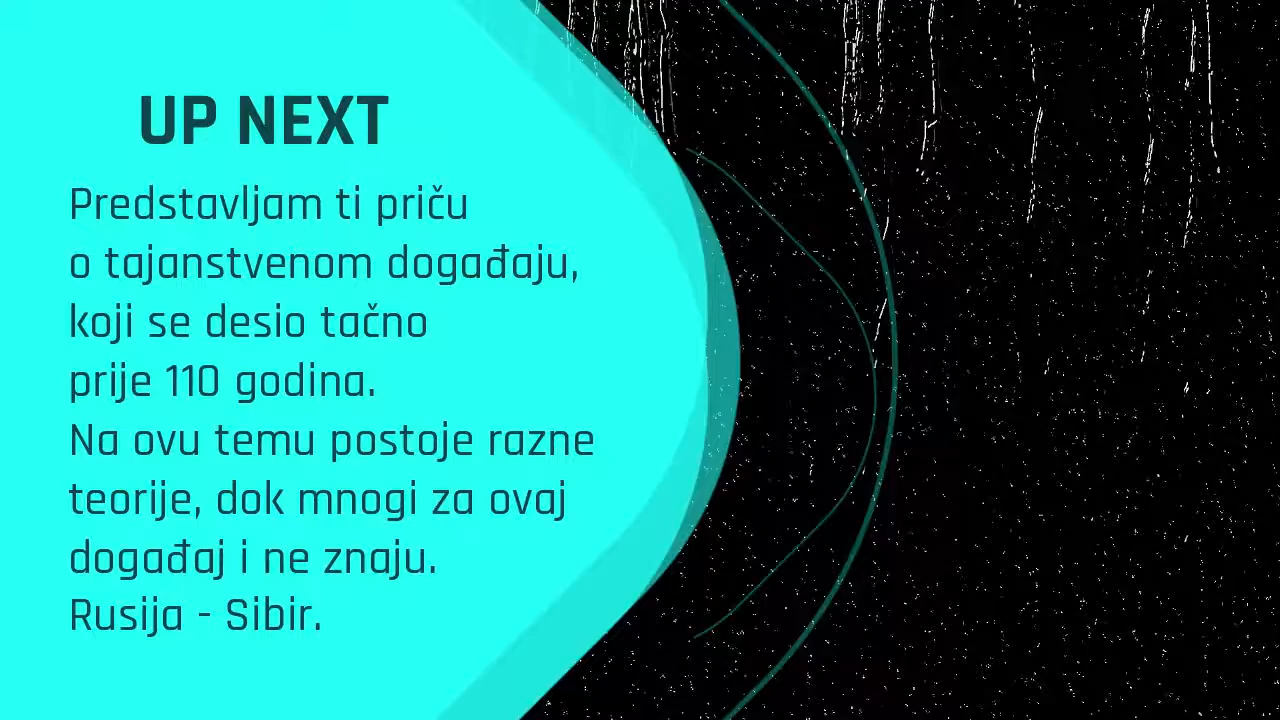 UP NEXT
Predstavljam ti priču
o tajanstvenom događaju,
koji se desio tačno
prije 110 godina.
Na ovu temu postoje razne
teorije, dok mnogi za ovaj
događaj i ne znaju.
Rusija - Sibir.